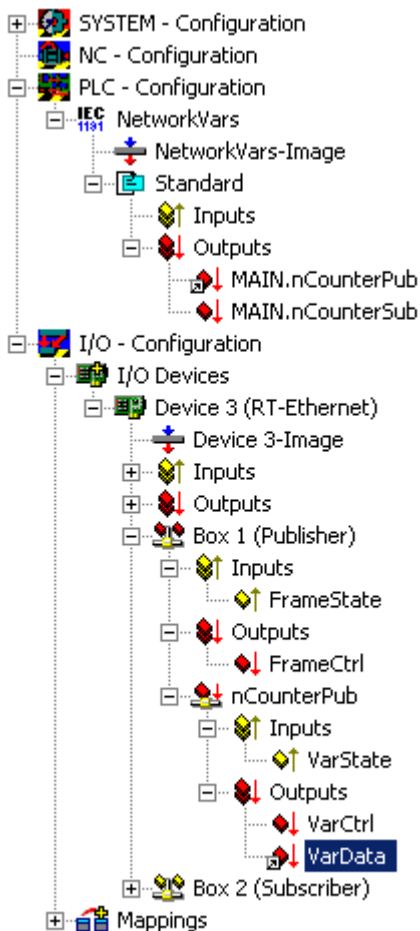 SYSTEM - Configuration
NC - Configuration
PLC - Configuration
IEC
1131
NetworkVars
NetworkVars-Image
Standard
Inputs
Outputs
MAIN.nCounterPub
MAIN.nCounterSub
I/O - Configuration
I/O Devices
Device 3 (RT-Ethernet)
Device 3-Image
Inputs
Outputs
Box 1 (Publisher)
Inputs
FrameState
Outputs
FrameCtrl
nCounterPub
Inputs
VarState
Outputs
VarCtrl
VarData
Box 2 (Subscriber)
Mappings